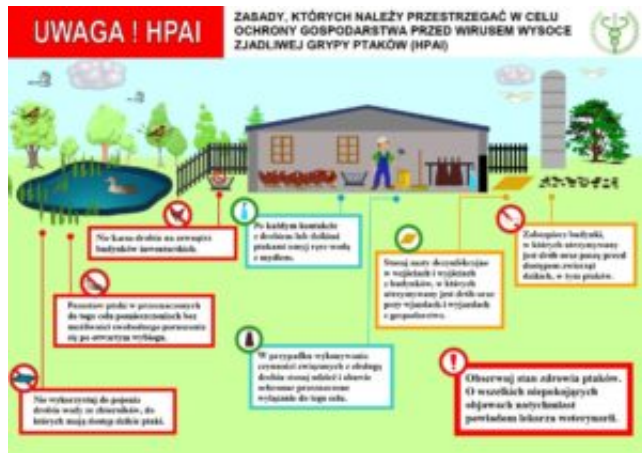 UWAGA ! HPAI
ZASADY, KTÓRYCH NALEŻY PRZESTRZEGAĆ W CELU
OCHRONY GOSPODARSTWA PRZED WIRUSEM WYSOCE
ZJADLIWEJ GRYPY PTAKÓW (HPAI)
Nie karm drobiu na zewnątrz
budynków inwentarskich.
Po każdym kontakcie
z drobiem lub dzikimi
ptakami umyj ręce wodą
z mydłem.
Stosuj maty dezynfekcyjne
w wejściach i wyjściach
z budynków, w których
utrzymywany jest drób oraz
przy wjazdach i wyjazdach
z gospodarstwa.
Zabezpiecz budynki,
w których utrzymywany
jest drób oraz paszę przed
dostępem zwierząt
dzikich, w tym ptaków.
Pozostaw ptaki w przeznaczonych
do tego celu pomieszczeniach bez
możliwości swobodnego poruszania
się po otwartym wybiegu.
W przypadku wykonywania
czynności związanych z obsługą
drobiu stosuj odzież i obuwie
ochronne przeznaczone
wyłącznie do tego celu.
Nie wykorzystuj do pojenia
drobiu wody ze zbiorników, do
których mają dostęp dzikie ptaki.
Obserwuj stan zdrowia ptaków.
O wszelkich niepokojących
objawach natychmiast
powiadom lekarza weterynarii.